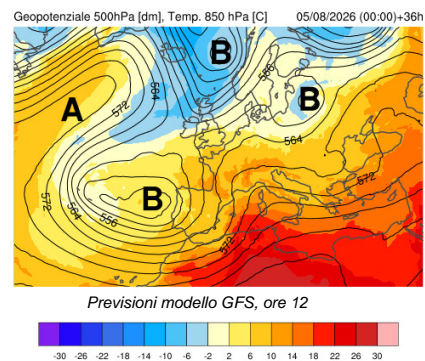 Geopotenziale 500hPa [dm], Temp. 850 hPa [C] 05/08/2026 (00:00)+36h
B
564
556
A
572
B
564
572
B
572
564
556
572
Previsioni modello GFS, ore 12
-30 -26 -22 -18 -14 -10 -6 -2 2 6 10 14 18 22 26 30